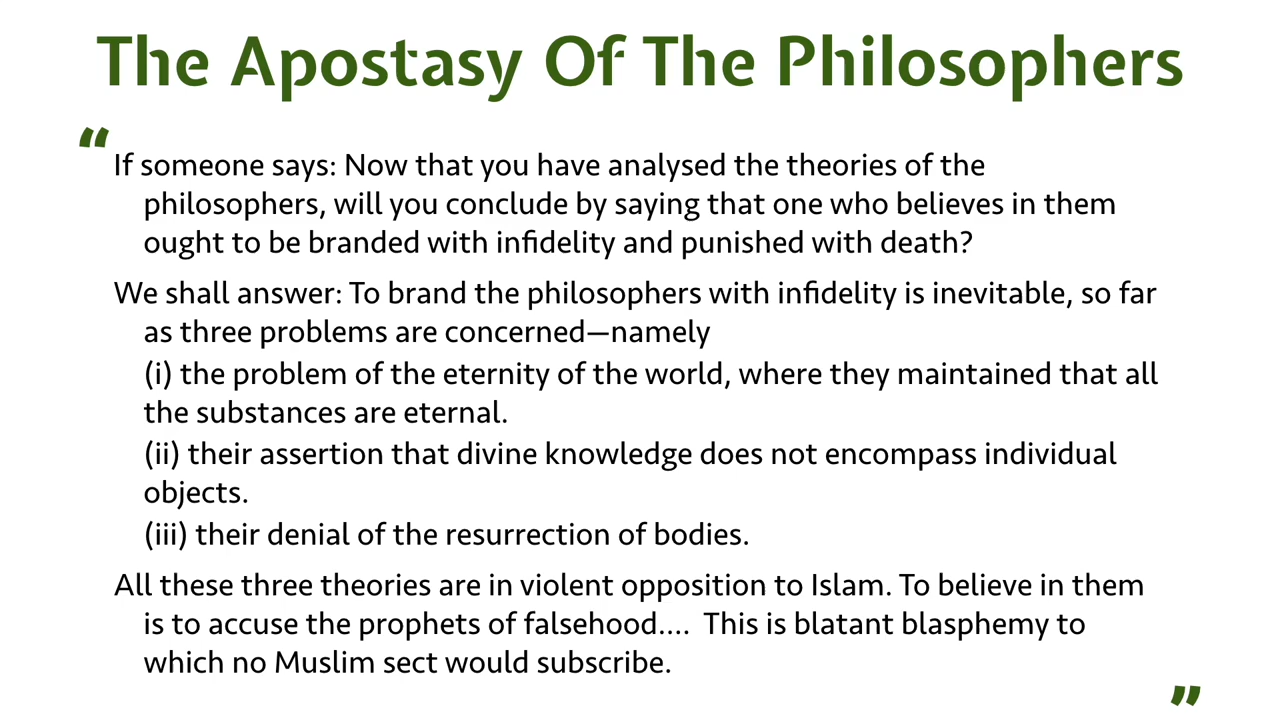 The Apostasy Of The Philosophers
“
If someone says: Now that you have analysed the theories of the
philosophers, will you conclude by saying that one who believes in them
ought to be branded with infidelity and punished with death?
We shall answer: To brand the philosophers with infidelity is inevitable, so far
as three problems are concerned—namely
(i) the problem of the eternity of the world, where they maintained that all
the substances are eternal.
(ii) their assertion that divine knowledge does not encompass individual
objects.
(iii) their denial of the resurrection of bodies.
All these three theories are in violent opposition to Islam. To believe in them
is to accuse the prophets of falsehood.... This is blatant blasphemy to
which no Muslim sect would subscribe.
”